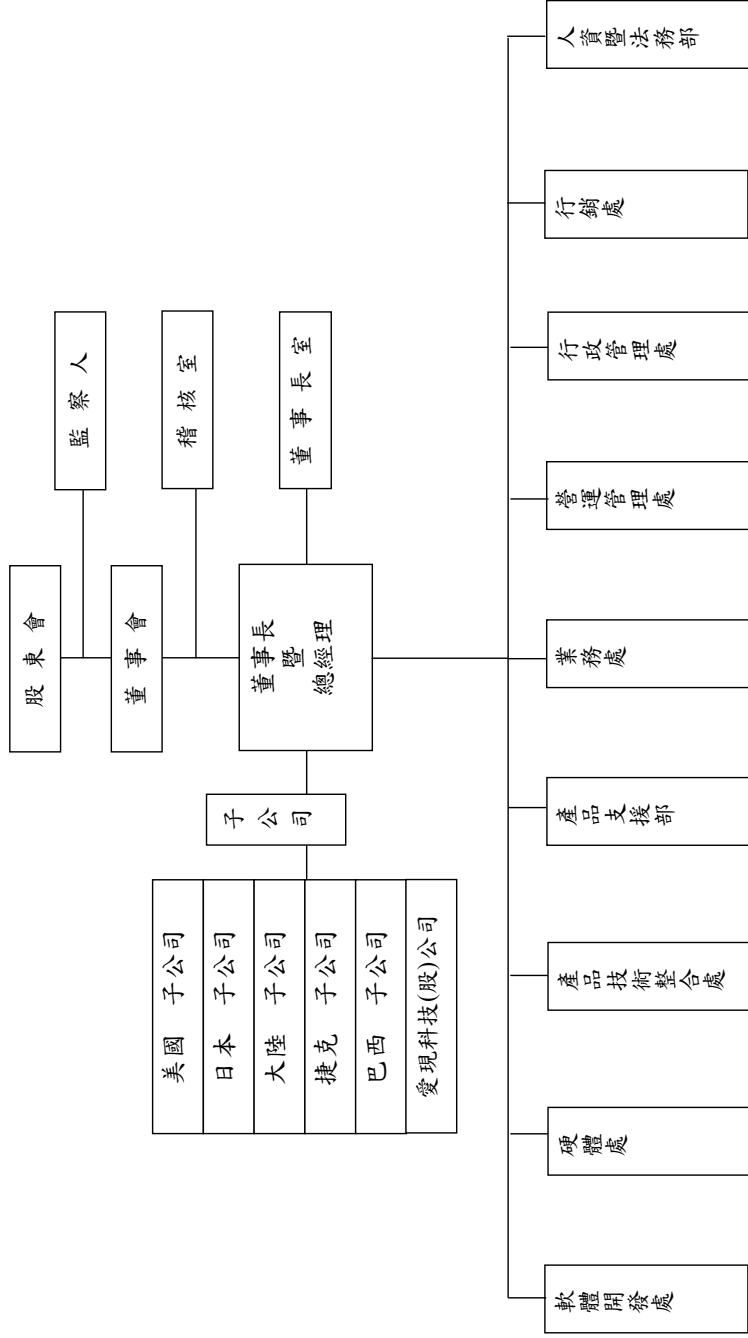 股東會
監察人
董事會
稽核室
董事長
暨
總經理
董事長室
子公司
美國 子公司
日本 子公司
大陸 子公司
捷克 子公司
巴西 子公司
愛現科技(股)公司
軟體開發處
硬體處
產品技術整合處
產品支援部
業務處
營運管理處
行政管理處
行銷處
人資暨法務部